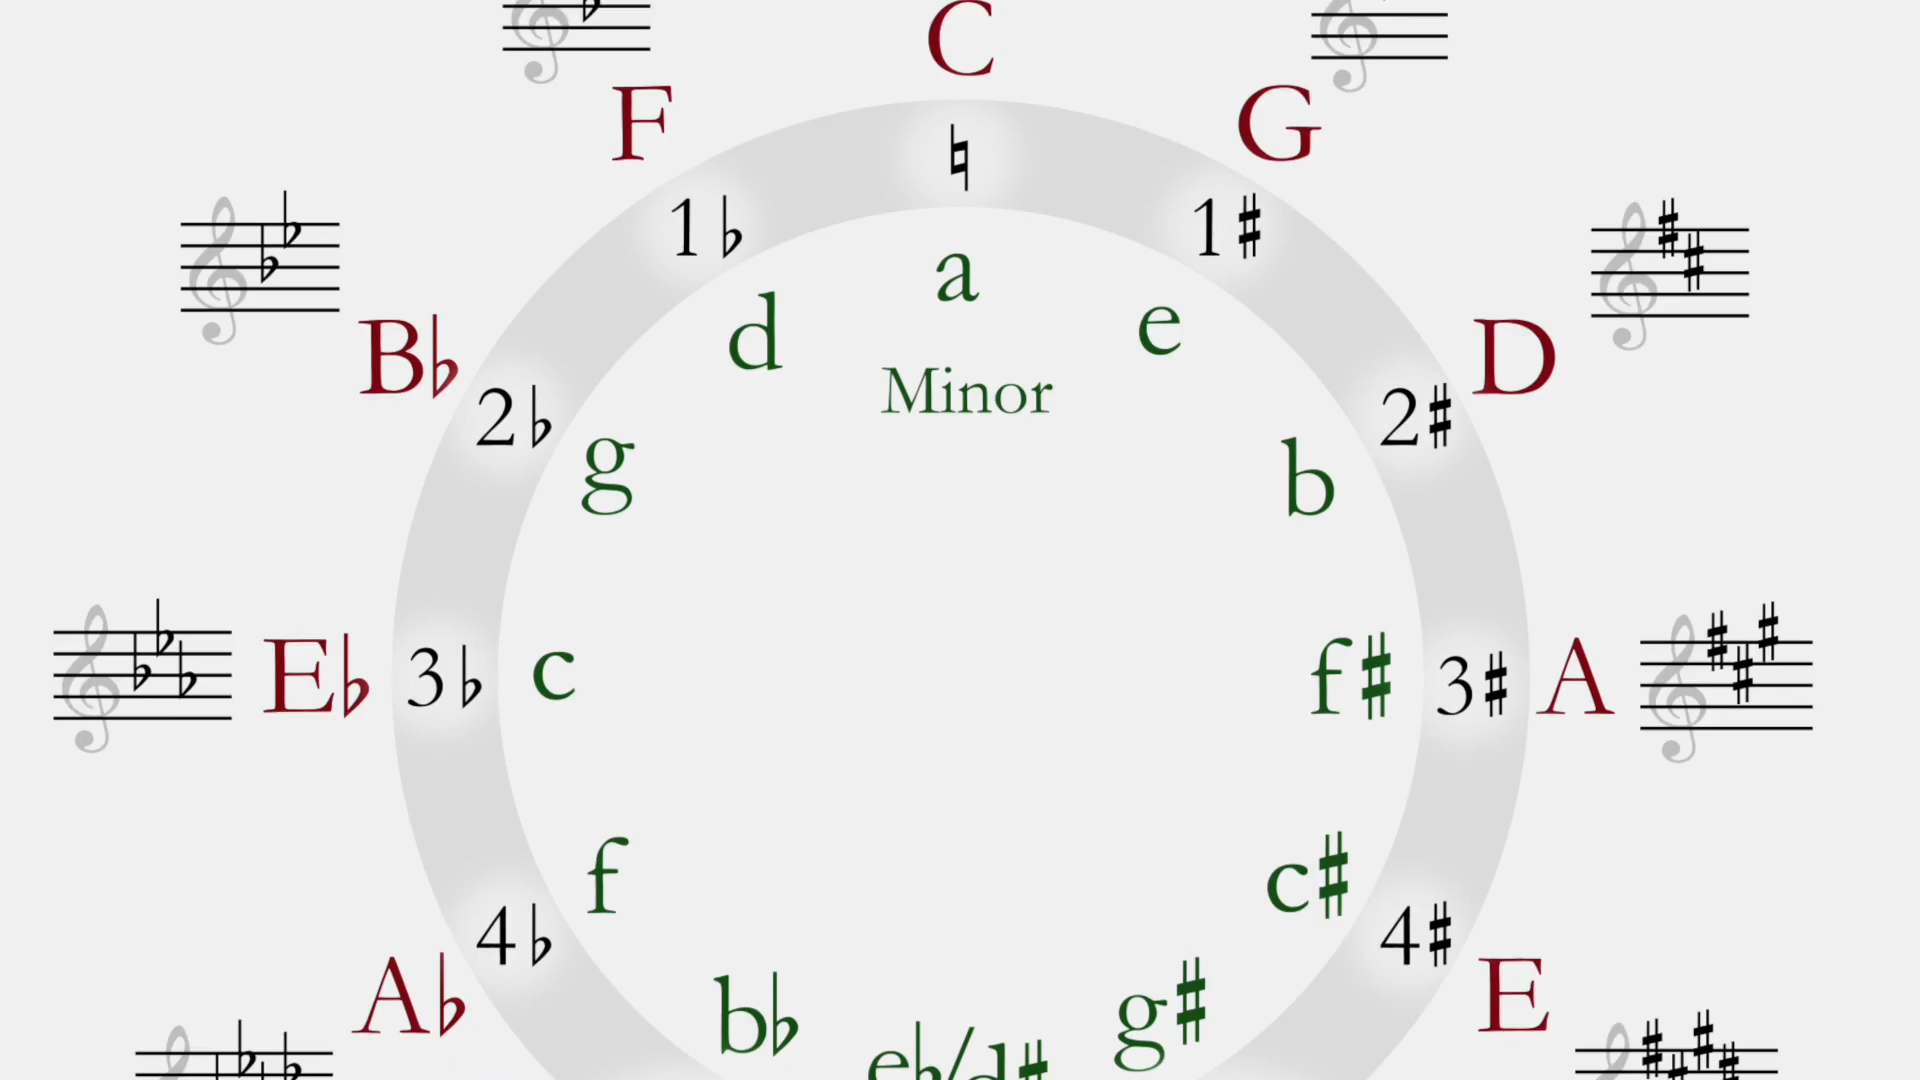 C
F
G
♮
1♭
1♯
a
d
e
Minor
B♭
D
2♭
2♯
g
b
E♭
3♭
c
f♯
3♯
A
f
c♯
4♭
4♯
A♭
E
b♭
g♯
e♭/d♯